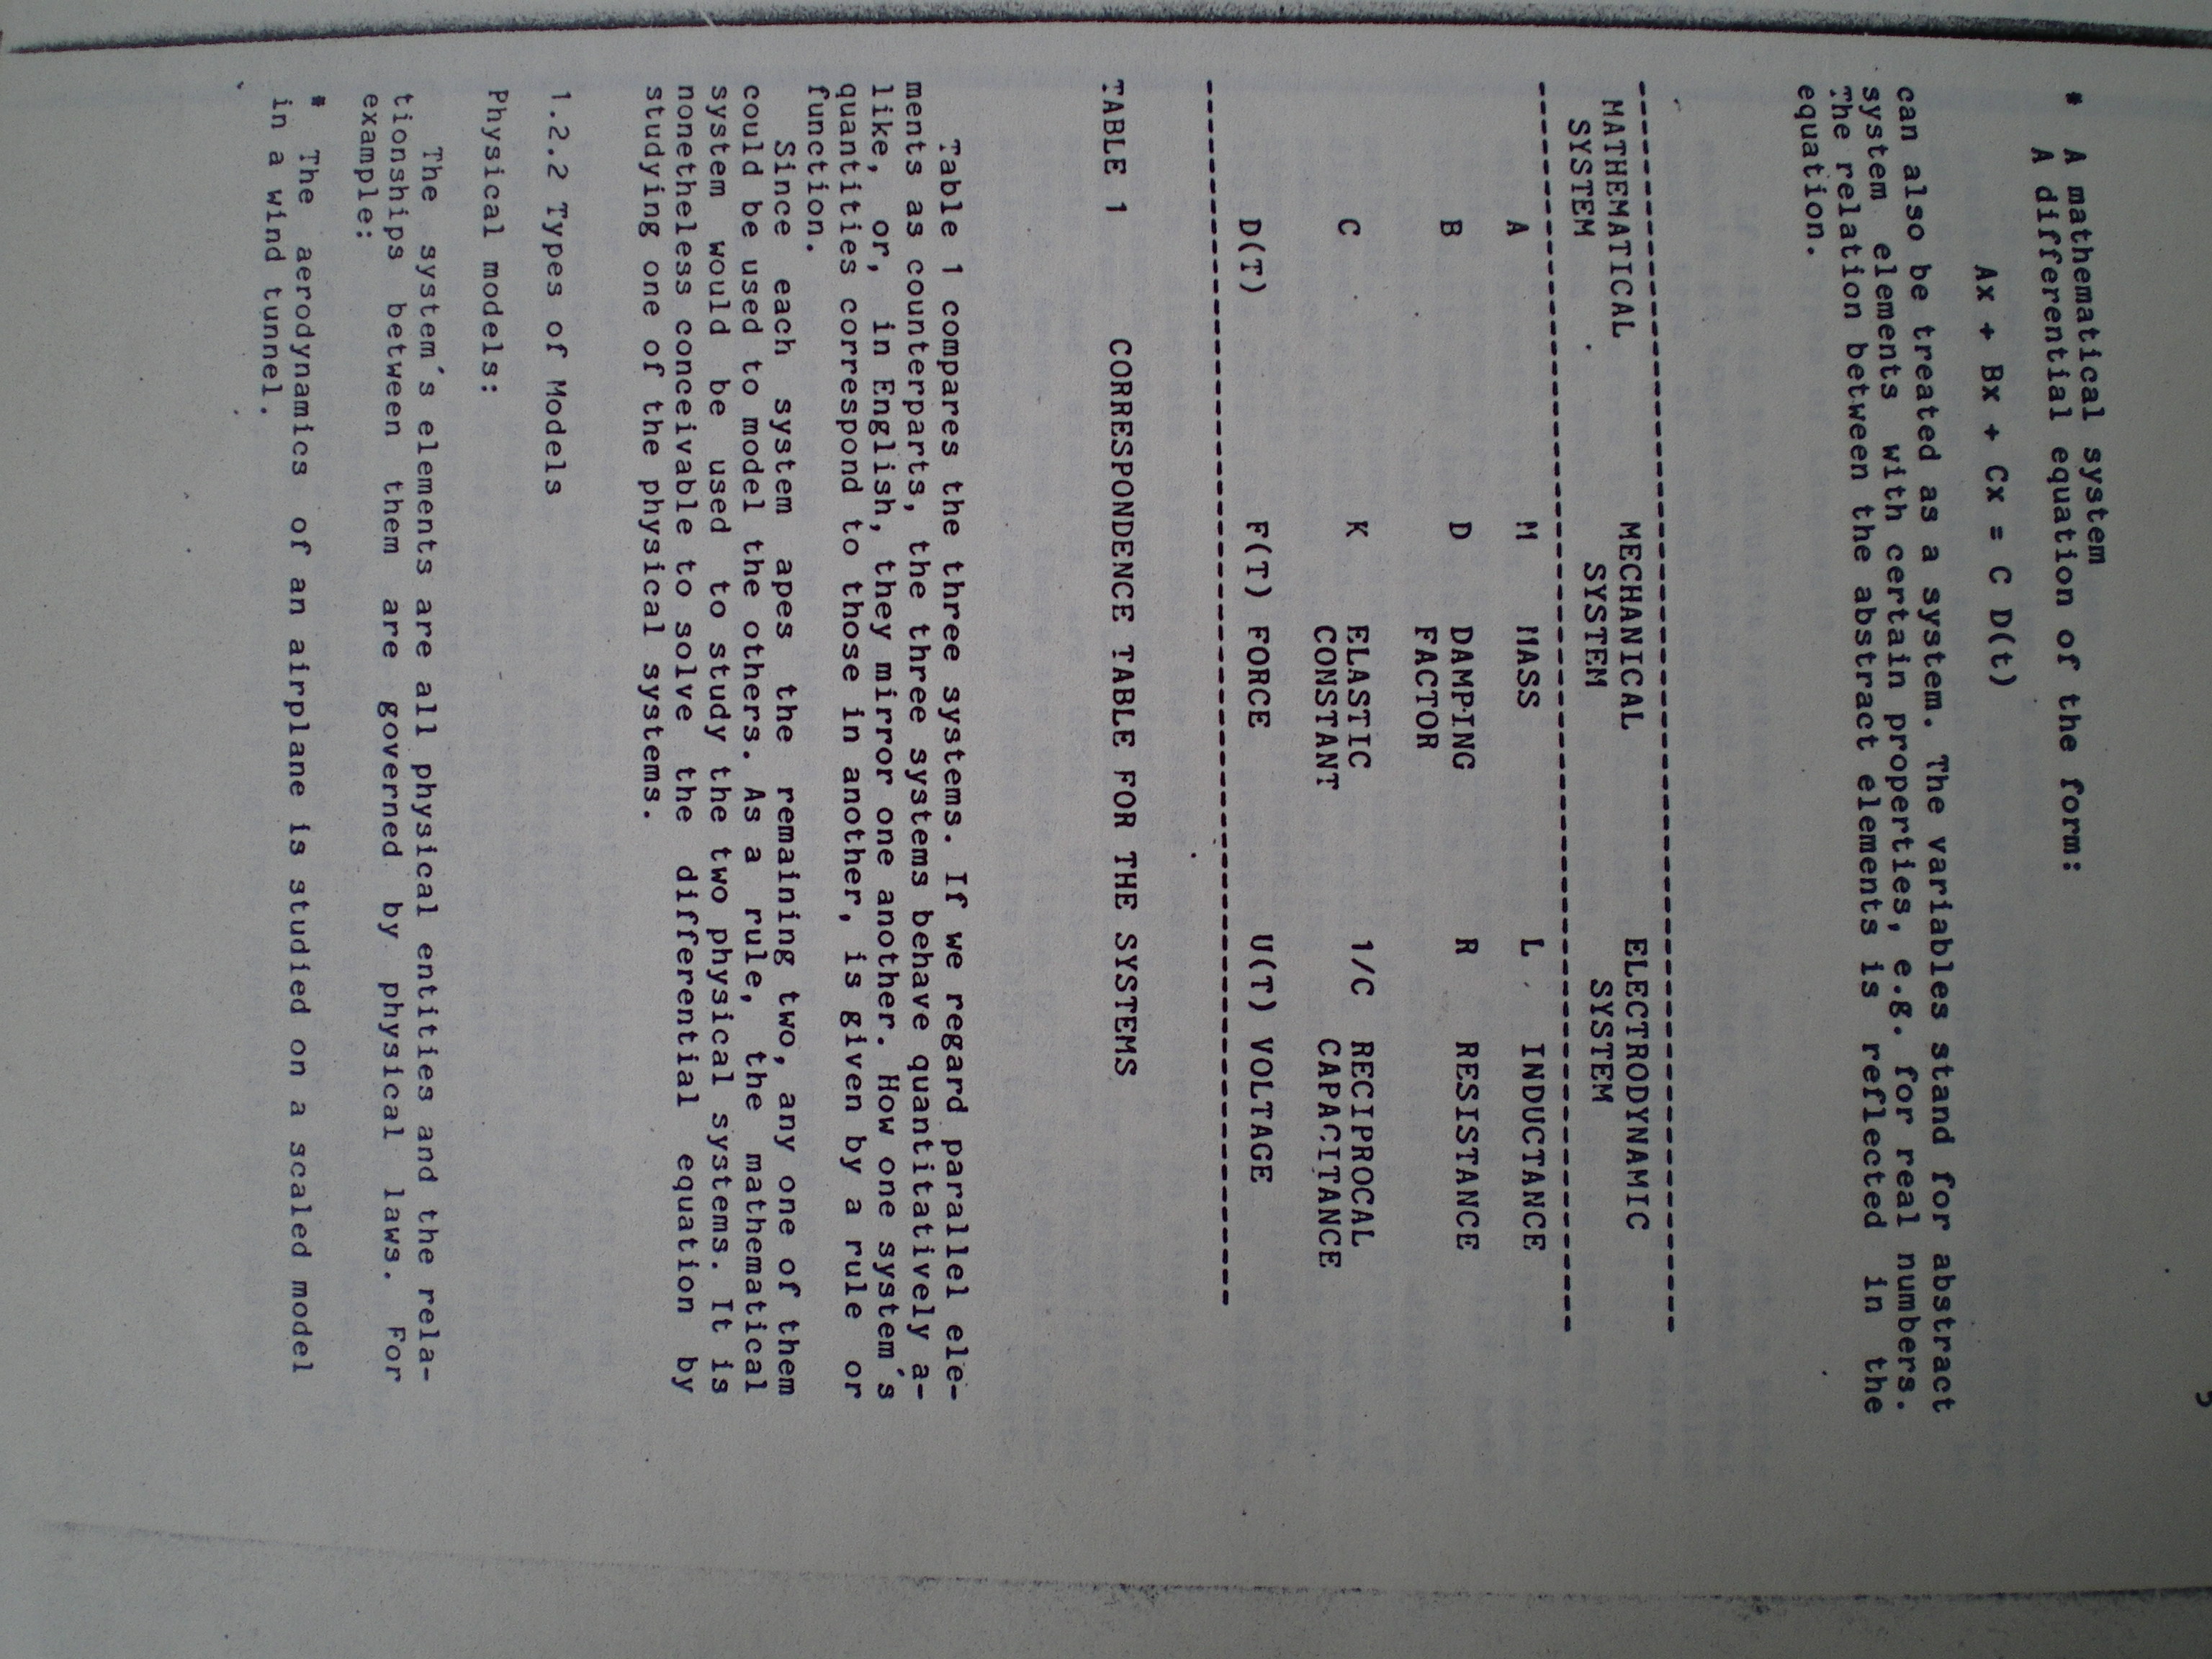 5
* A mathematical system
A differential equation of the form:
Ax + Bx + Cx = C D(t)
can also be treated as a system. The variables stand for abstract
system elements with certain properties, e.g. for real numbers.
The relation between the abstract elements is reflected in the
equation.
MATHEMATICAL MECHANICAL ELECTRODYNAMIC
SYSTEM SYSTEM SYSTEM
A M MASS L INDUCTANCE
B D DAMPING R RESISTANCE
FACTOR
C K ELASTIC 1/C RECIPROCAL
CONSTANT CAPACITANCE
D(T) F(T) FORCE U(T) VOLTAGE
TABLE 1 CORRESPONDENCE TABLE FOR THE SYSTEMS
Table 1 compares the three systems. If we regard parallel ele-
ments as counterparts, the three systems behave quantitatively a-
like, or, in English, they mirror one another. How one system's
quantities correspond to those in another, is given by a rule or
function.
Since each system apes the remaining two, any one of them
could be used to model the others. As a rule, the mathematical
system would be used to study the two physical systems. It is
nonetheless conceivable to solve the differential equation by
studying one of the physical systems.
1.2.2 Types of Models
Physical models:
The system's elements are all physical entities and the rela-
tionships between them are governed by physical laws. For
example:
* The aerodynamics of an airplane is studied on a scaled model
in a wind tunnel.